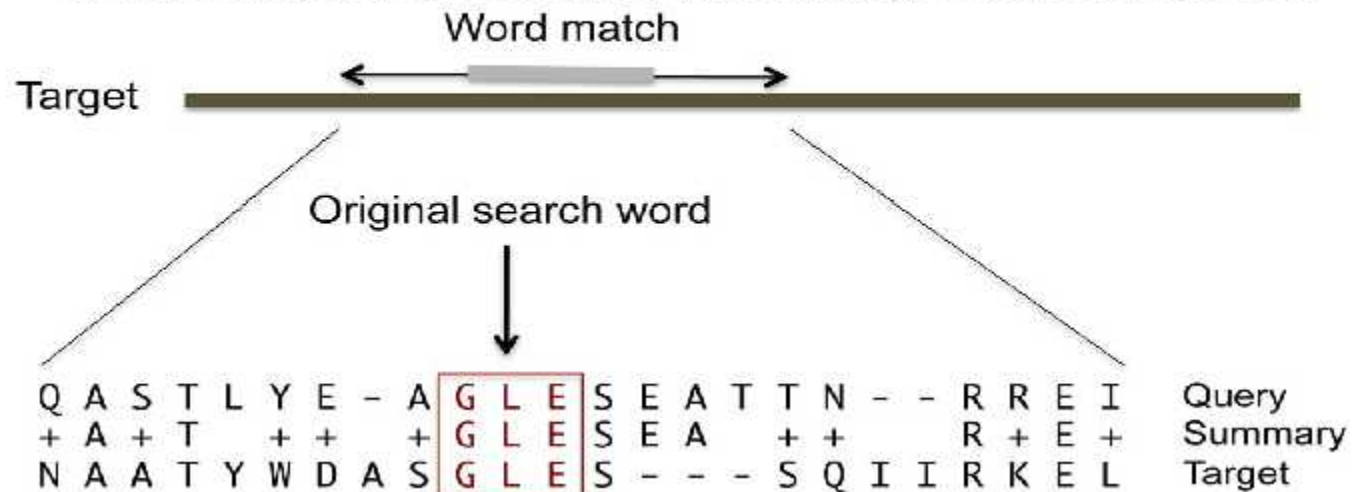 Word match
Target
Original search word
Q A S T L Y E - A G L E S E A T T N - - R R E I Query
+ A + T + + + G L E S E A + + R + E + Summary
N A A T Y W D A S G L E S - - - S Q I I R K E L Target